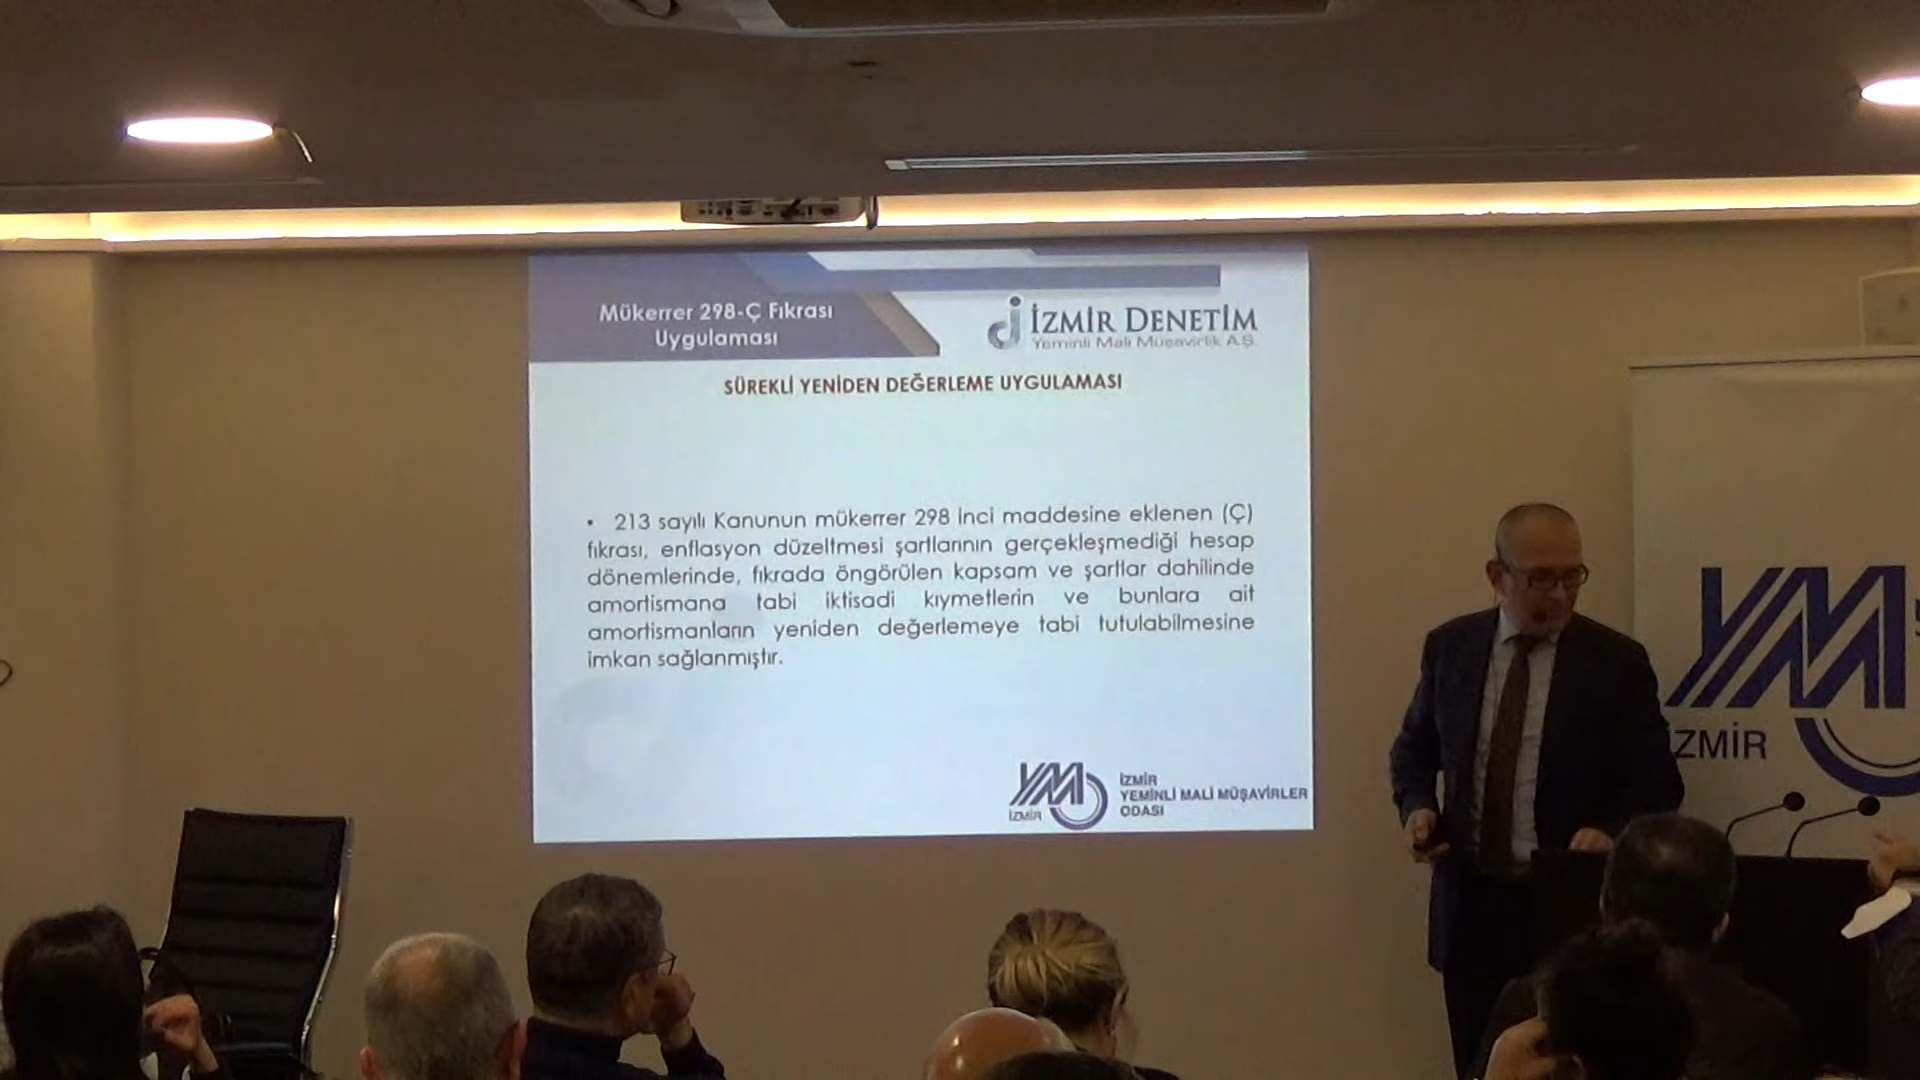 Mükerrer 298-Ç Fıkrası
Uygulaması
İZMİR DENETİM
Yeminli Mali Müşavirlik A.Ş.
SÜREKLİ YENİDEN DEĞERLEME UYGULAMASI
• 213 sayılı Kanunun mükerrer 298 inci maddesine eklenen (Ç)
fıkrası, enflasyon düzeltmesi şartlarının gerçekleşmediği hesap
dönemlerinde, fıkrada öngörülen kapsam ve şartlar dahilinde
amortismana tabi iktisadi kıymetlerin ve bunlara ait
amortismanların yeniden değerlemeye tabi tutulabilmesine
imkan sağlanmıştır.
YMM
İZMİR
İZMİR
YEMİNLİ MALİ MÜŞAVİRLER
ODASI
YMM
İZMİR